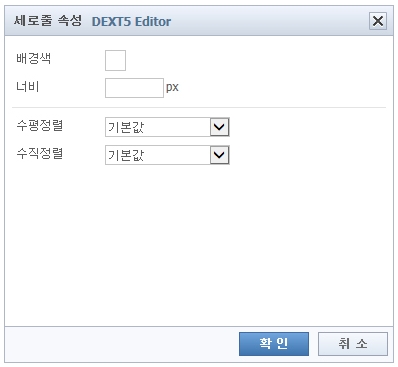 세로줄 속성 DEXT5 Editor
배경색
너비 px
수평정렬 기본값
수직정렬 기본값
확 인 취 소